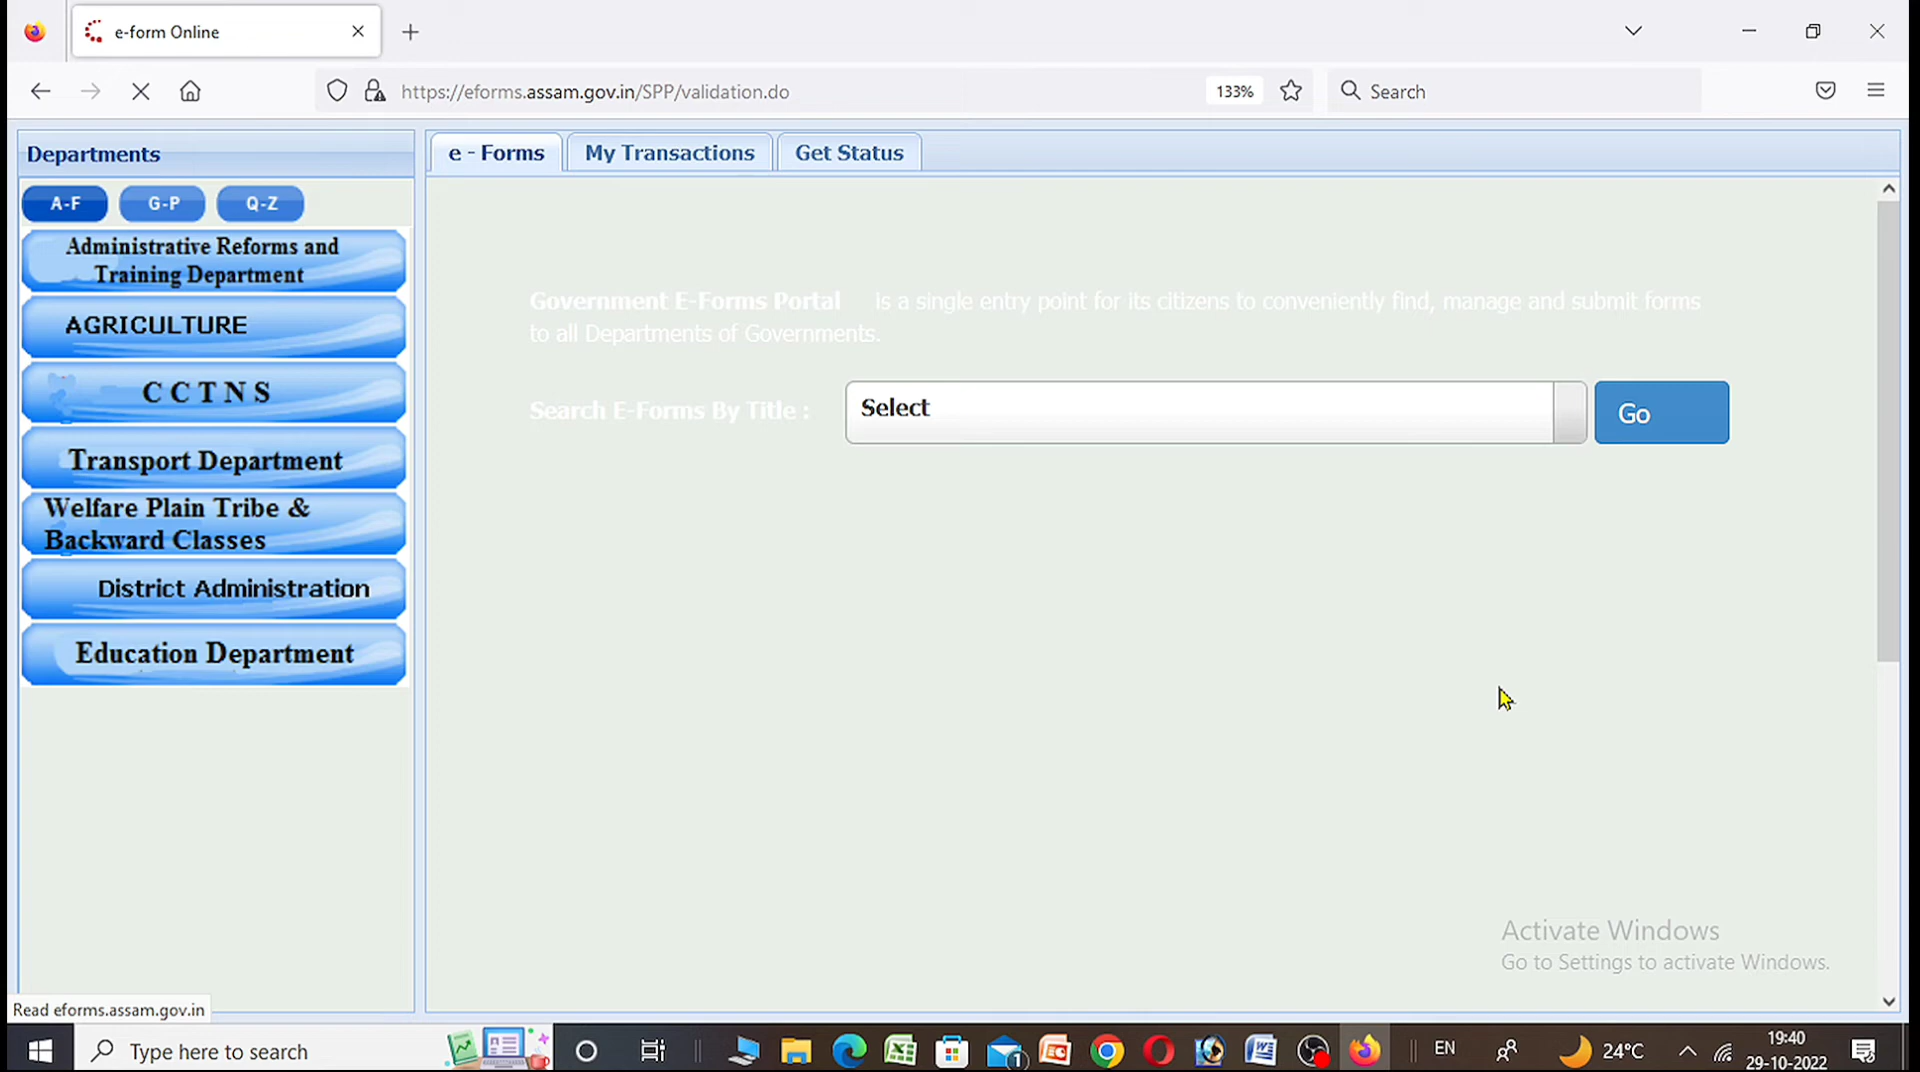 e-form Online
https://eforms.assam.gov.in/SPP/validation.do
133%
Search
Departments
A-F
G-P
Q-Z
Administrative Reforms and
Training Department
AGRICULTURE
C C T N S
Transport Department
Welfare Plain Tribe &
Backward Classes
District Administration
Education Department
e - Forms
My Transactions
Get Status
Government E-Forms Portal is a single entry point for its citizens to conveniently find, manage and submit forms
to all Departments of Governments.
Search E-Forms By Title :
Select
Go
Activate Windows
Go to Settings to activate Windows.
Read eforms.assam.gov.in
Type here to search
1
EN
24°C
19:40
29-10-2022